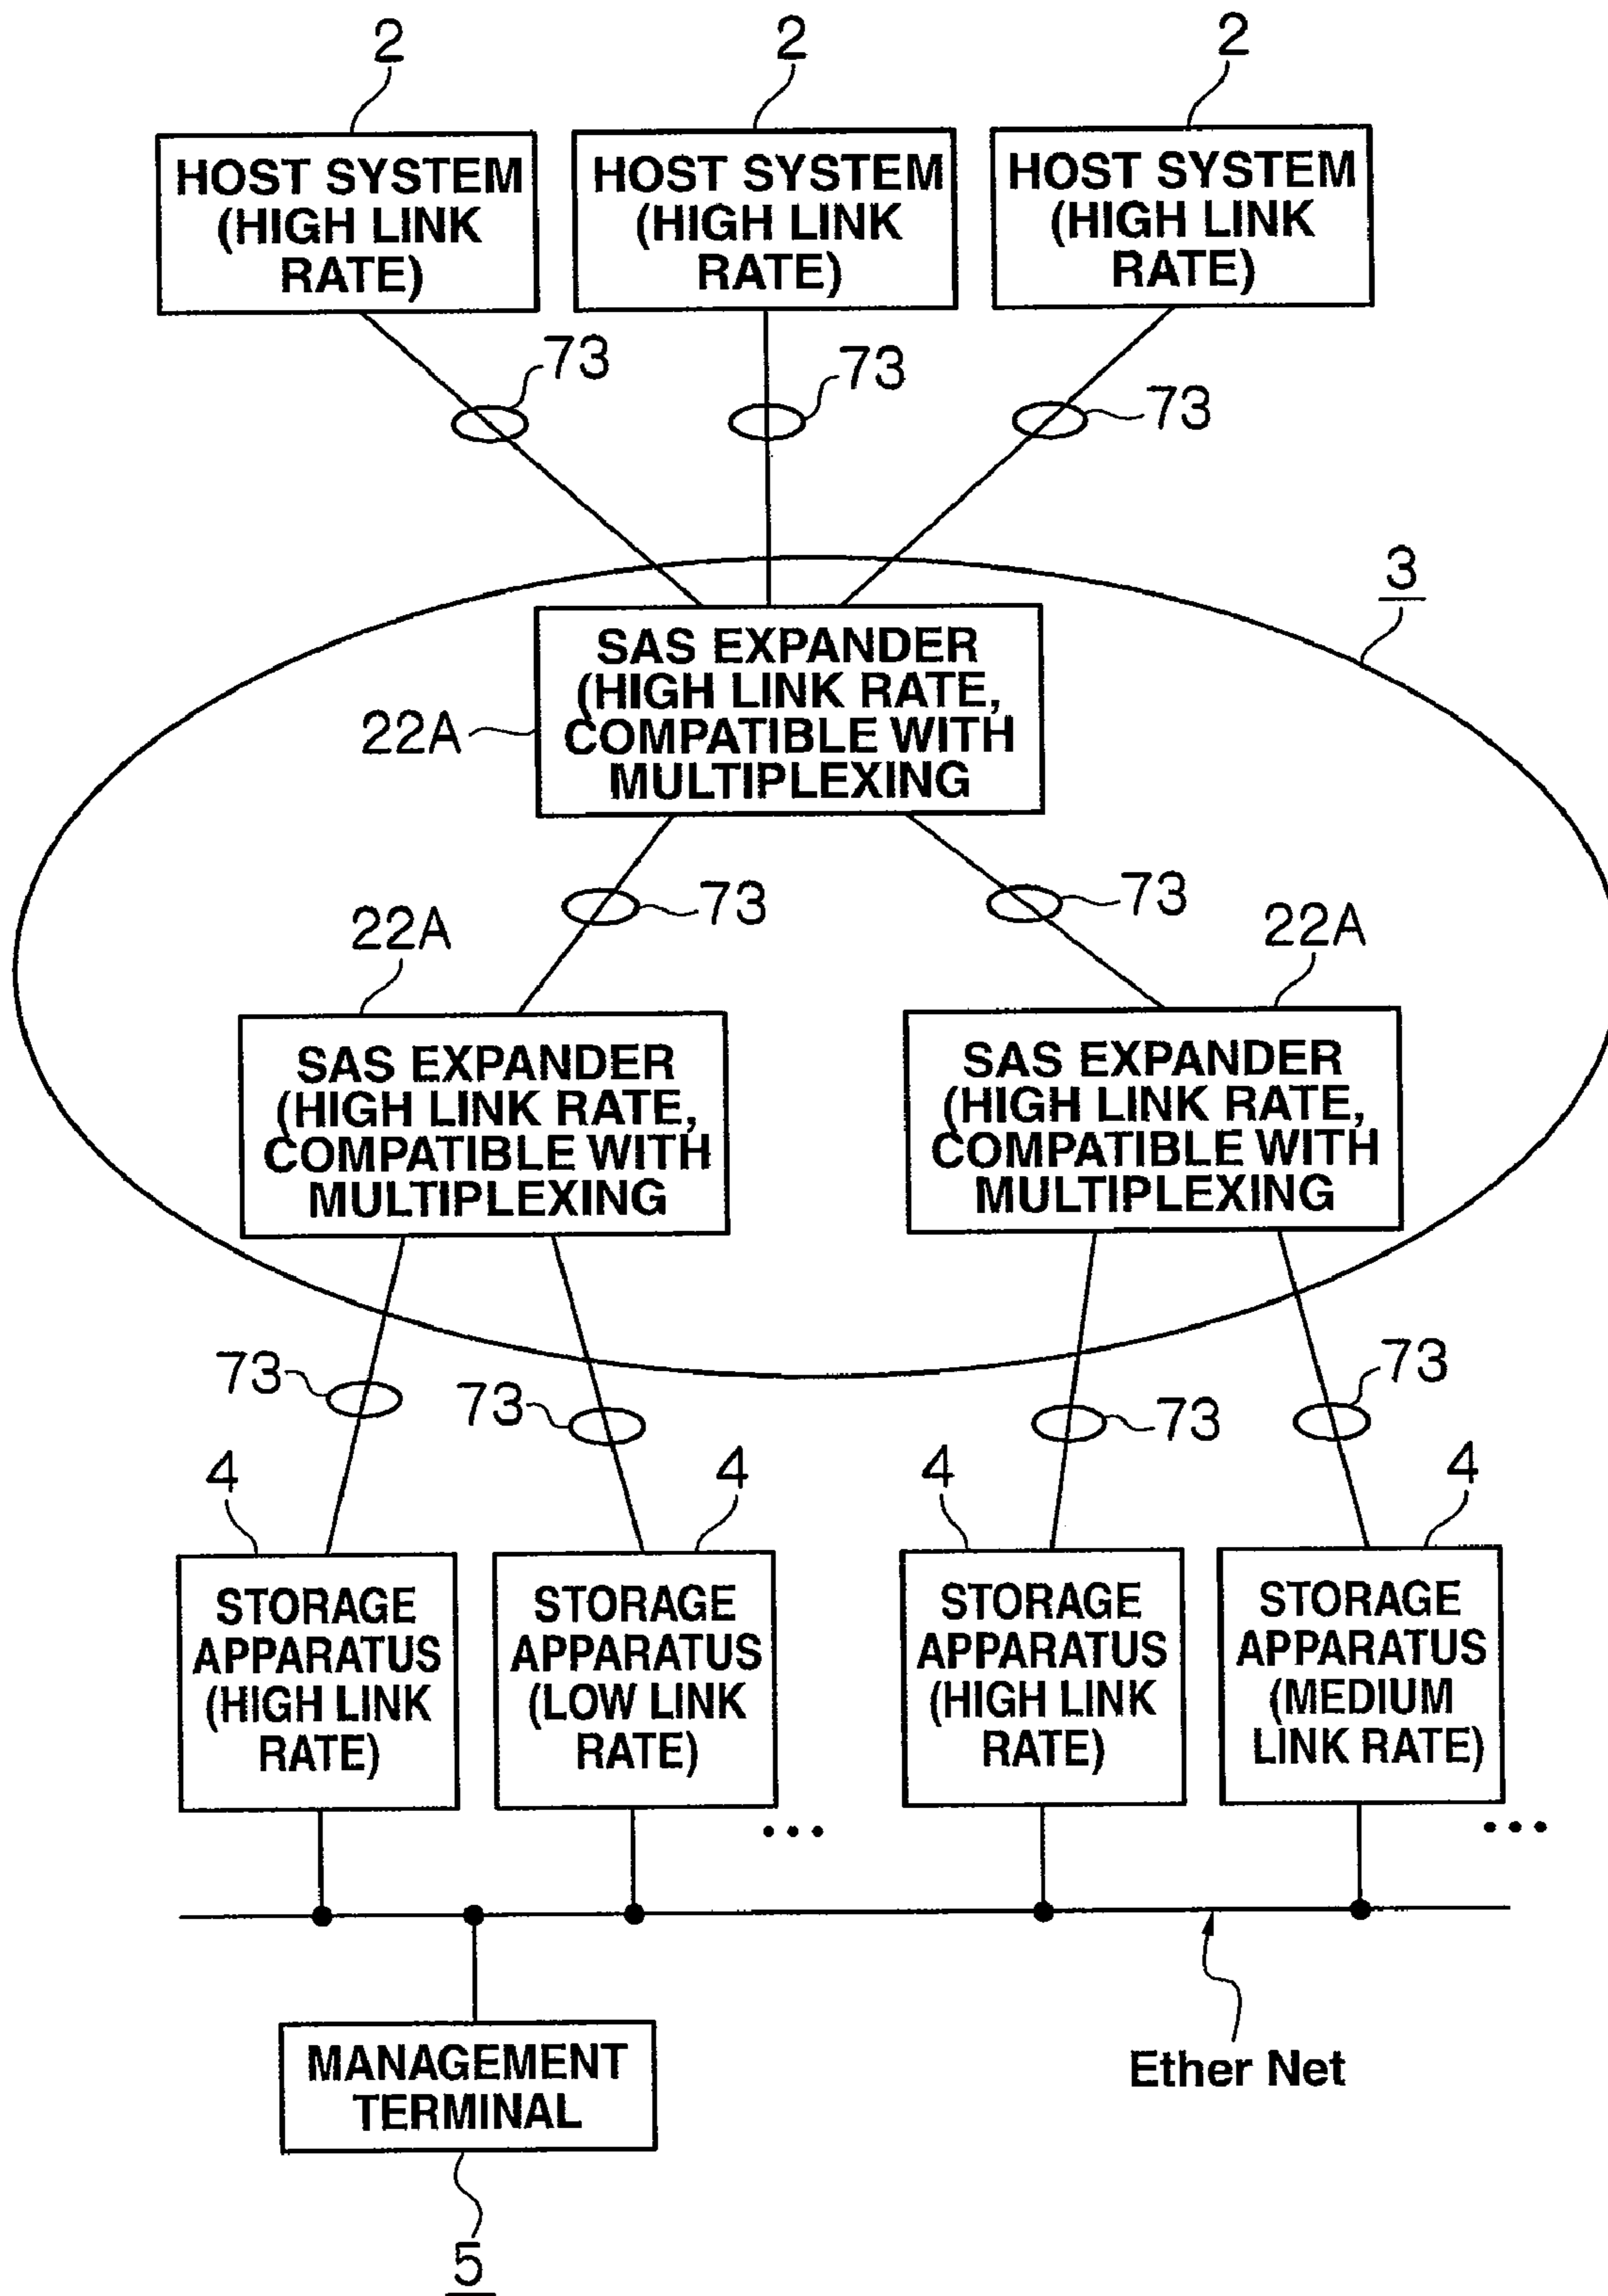 2 2 2
HOST SYSTEM
(HIGH LINK
RATE)
HOST SYSTEM
(HIGH LINK
RATE)
HOST SYSTEM
(HIGH LINK
RATE)
73 73 73
3
SAS EXPANDER
(HIGH LINK RATE,
COMPATIBLE WITH
MULTIPLEXING
22A
73 73
22A 22A
SAS EXPANDER
(HIGH LINK RATE,
COMPATIBLE WITH
MULTIPLEXING
SAS EXPANDER
(HIGH LINK RATE,
COMPATIBLE WITH
MULTIPLEXING
73 73 73 73
4 4 4 4
STORAGE
APPARATUS
(HIGH LINK
RATE)
STORAGE
APPARATUS
(LOW LINK
RATE)
STORAGE
APPARATUS
(HIGH LINK
RATE)
STORAGE
APPARATUS
(MEDIUM
LINK RATE)
... ...
MANAGEMENT
TERMINAL
Ether Net
5